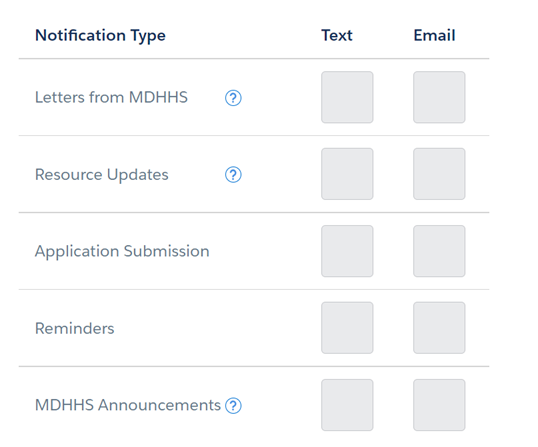 Notification Type Text Email
Letters from MDHHS ?
Resource Updates ?
Application Submission
Reminders
MDHHS Announcements ?